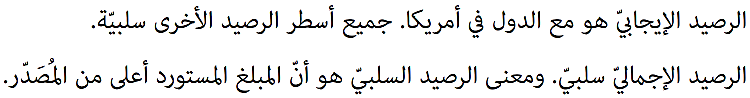 الرصيد الإيجابيّ هو مع الدول في أمريكا. جميع أسطر الرصيد الأخرى سلبيّة.
الرصيد الإجماليّ سلبيّ. ومعنى الرصيد السلبيّ هو أنّ المبلغ المستورد أعلى من المُصَدّر.